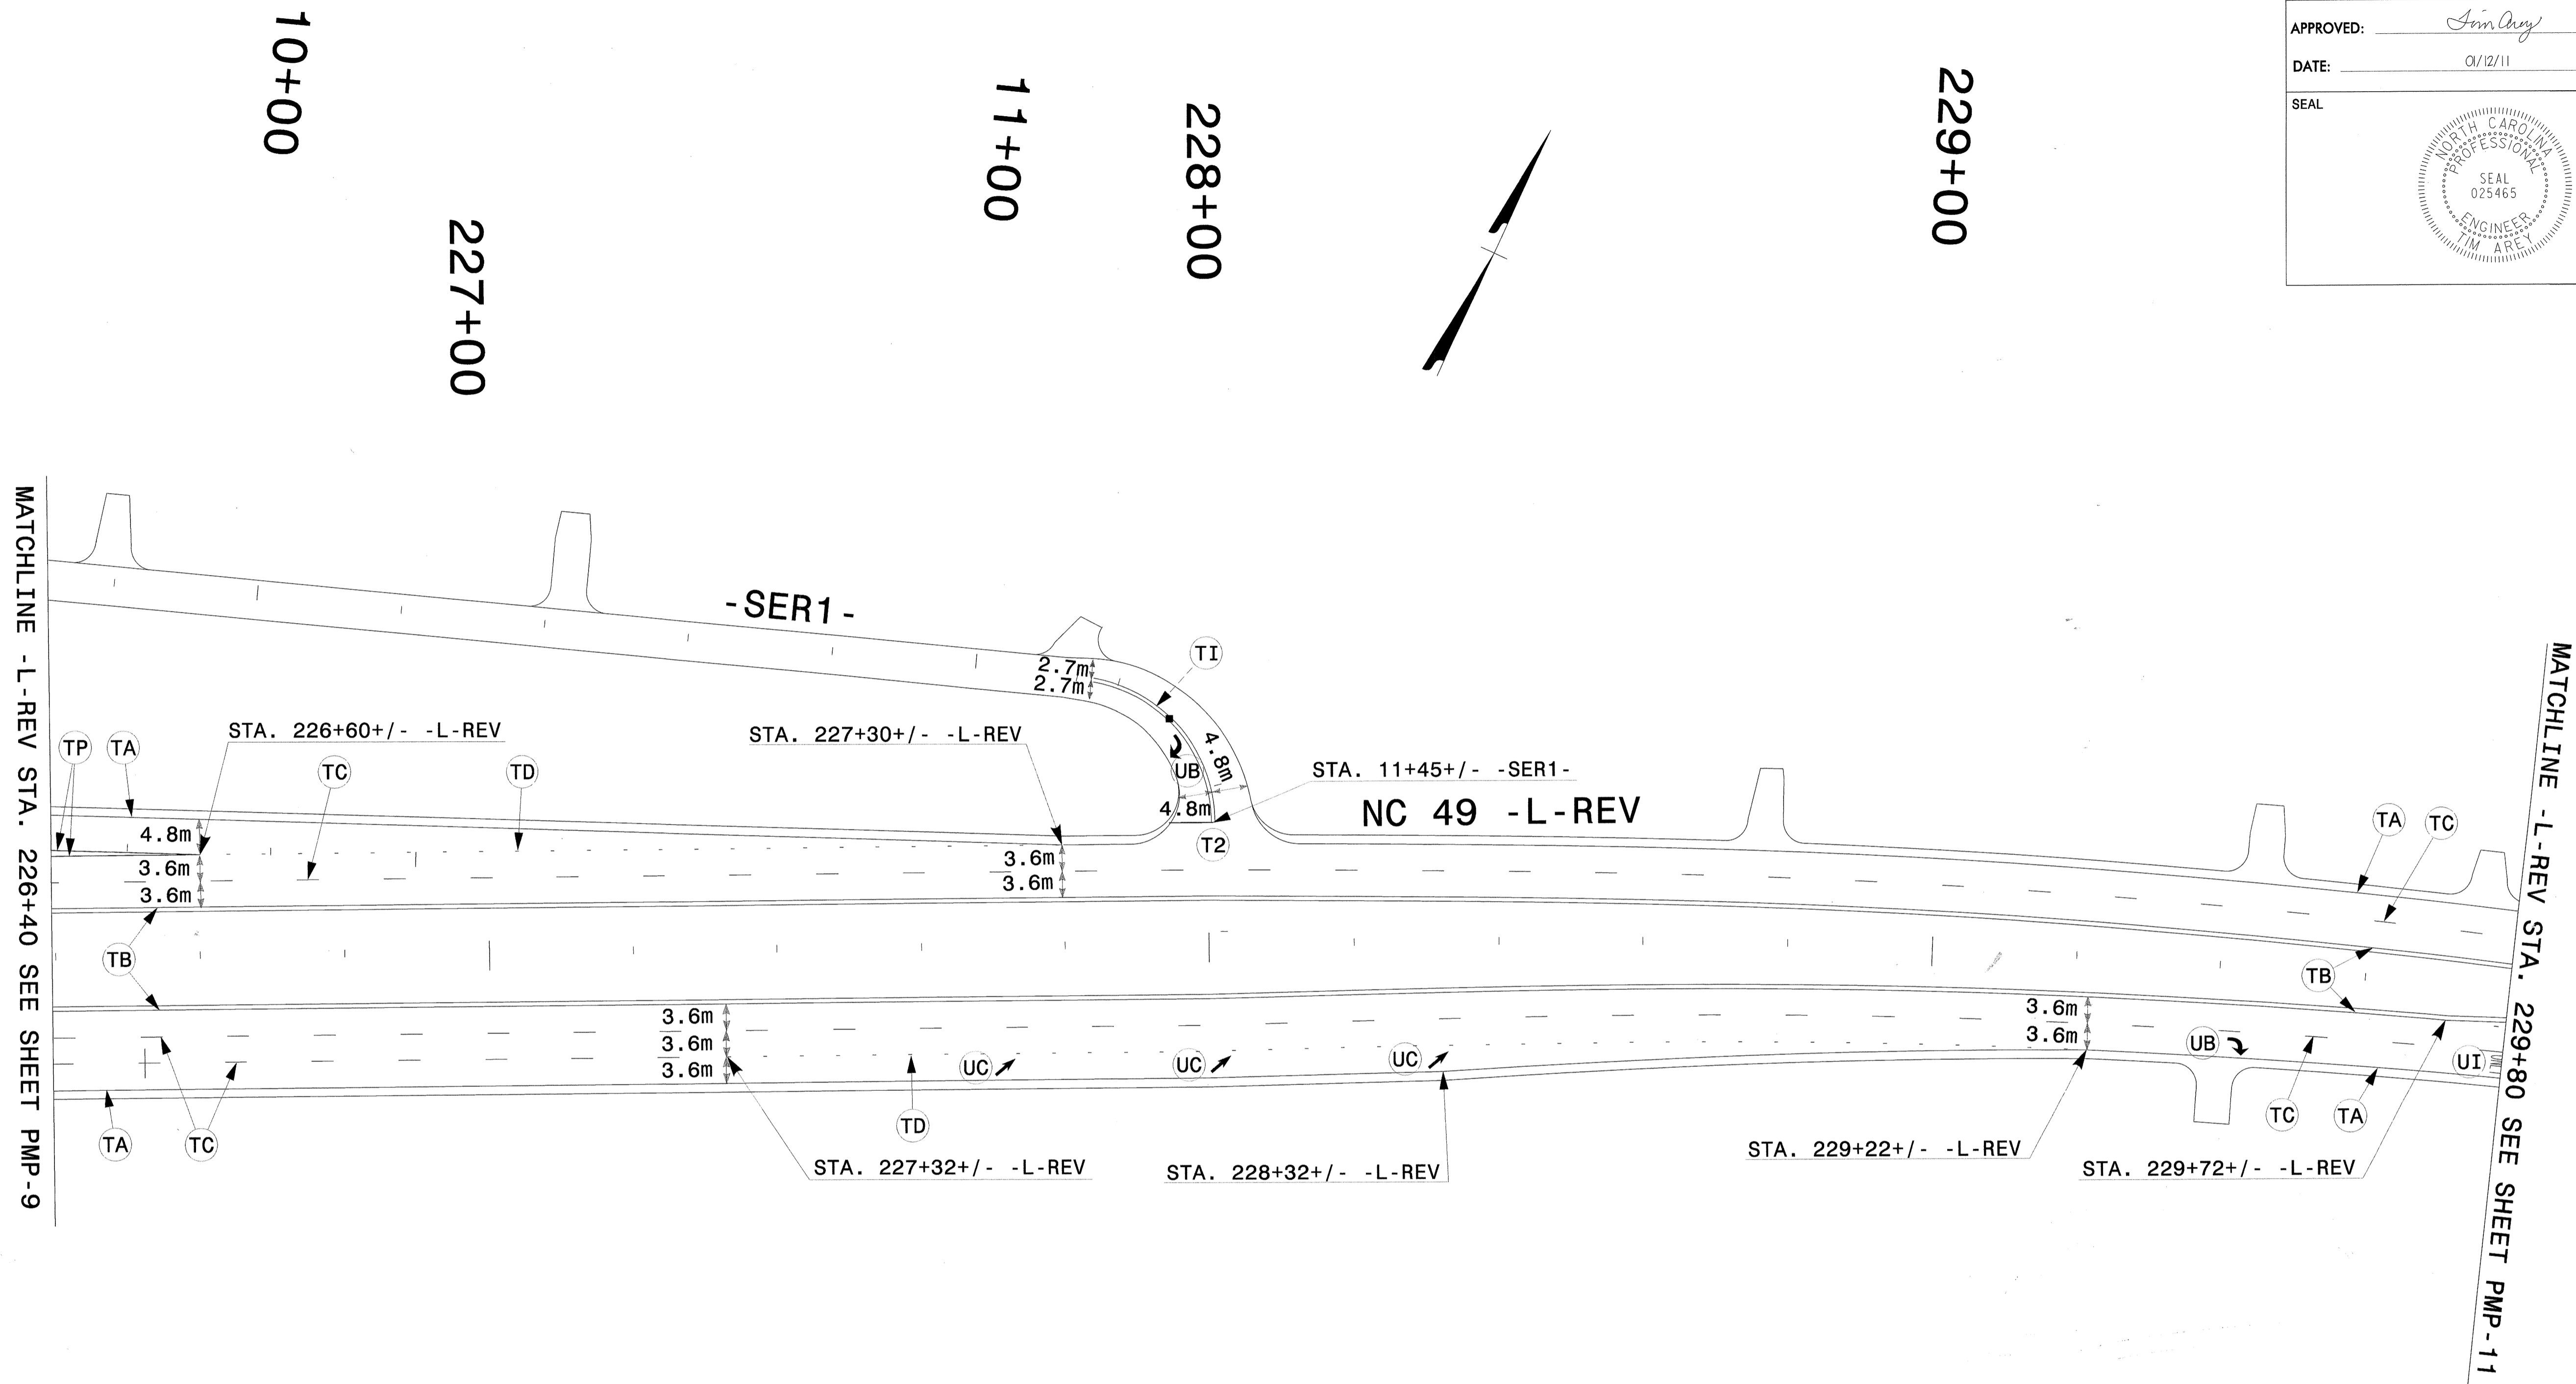 APPROVED: Tim Arey
DATE: 01/12/11
SEAL
NORTH CAROLINA
PROFESSIONAL
SEAL
025465
ENGINEER
TIM AREY
10+00
11+00
228+00
229+00
227+00
MATCHLINE -L-REV STA. 226+40 SEE SHEET PMP-9
-SER1-
TI
2.7m
2.7m
STA. 226+60+/- -L-REV
STA. 227+30+/- -L-REV
TP
TA
TC
TD
UB
4.8m
4.8m
STA. 11+45+/- -SER1-
NC 49 -L-REV
T2
TA
TC
4.8m
3.6m
3.6m
3.6m
3.6m
TB
TB
3.6m
3.6m
3.6m
3.6m
3.6m
UC
UC
UC
UB
UI
TA
TC
TD
TC
TA
STA. 227+32+/- -L-REV
STA. 228+32+/- -L-REV
STA. 229+22+/- -L-REV
STA. 229+72+/- -L-REV
MATCHLINE -L-REV STA. 229+80 SEE SHEET PMP-11